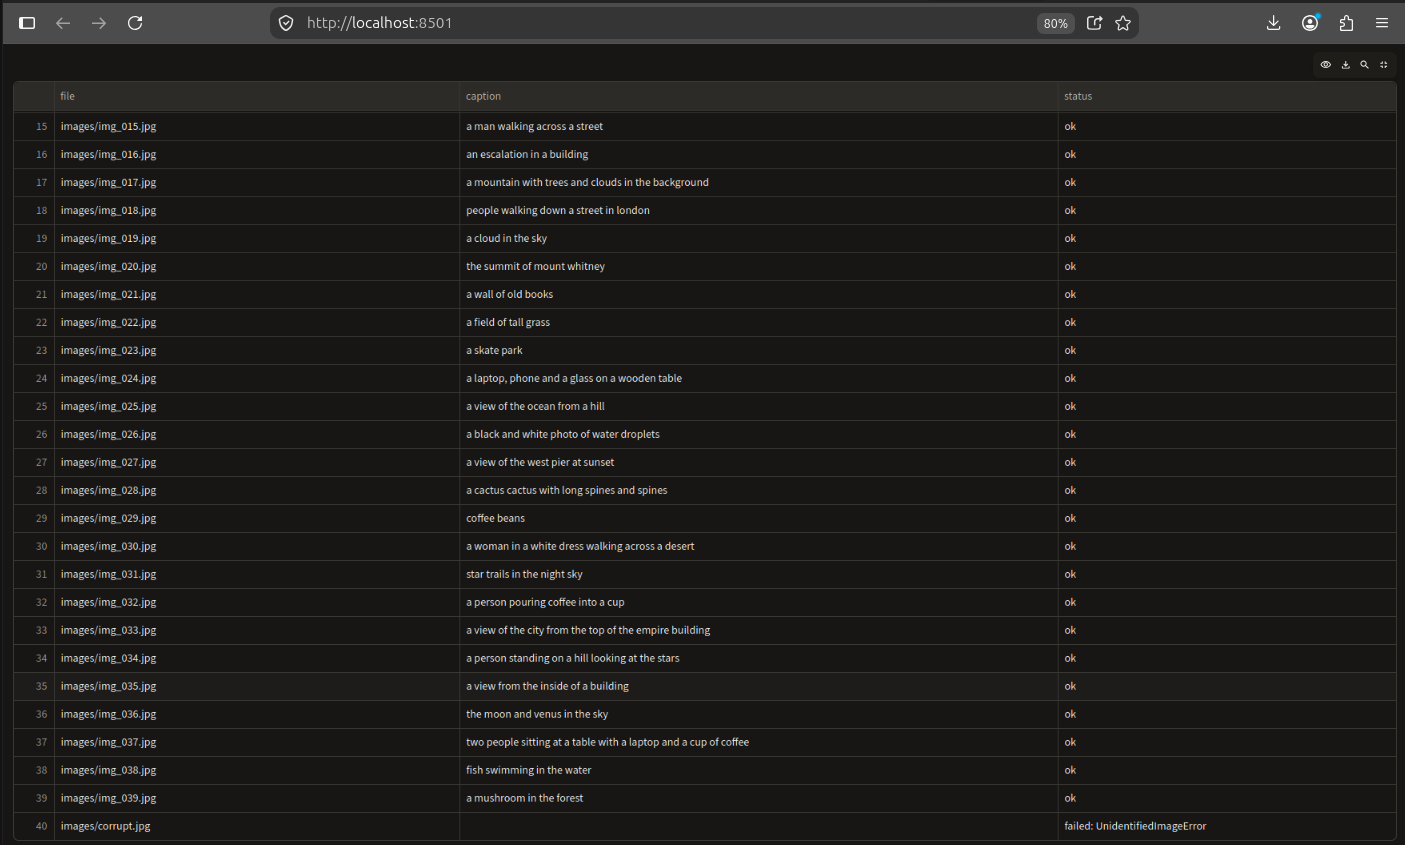 http://localhost:8501 80%
file caption status
15 images/img_015.jpg a man walking across a street ok
16 images/img_016.jpg an escalation in a building ok
17 images/img_017.jpg a mountain with trees and clouds in the background ok
18 images/img_018.jpg people walking down a street in london ok
19 images/img_019.jpg a cloud in the sky ok
20 images/img_020.jpg the summit of mount whitney ok
21 images/img_021.jpg a wall of old books ok
22 images/img_022.jpg a field of tall grass ok
23 images/img_023.jpg a skate park ok
24 images/img_024.jpg a laptop, phone and a glass on a wooden table ok
25 images/img_025.jpg a view of the ocean from a hill ok
26 images/img_026.jpg a black and white photo of water droplets ok
27 images/img_027.jpg a view of the west pier at sunset ok
28 images/img_028.jpg a cactus cactus with long spines and spines ok
29 images/img_029.jpg coffee beans ok
30 images/img_030.jpg a woman in a white dress walking across a desert ok
31 images/img_031.jpg star trails in the night sky ok
32 images/img_032.jpg a person pouring coffee into a cup ok
33 images/img_033.jpg a view of the city from the top of the empire building ok
34 images/img_034.jpg a person standing on a hill looking at the stars ok
35 images/img_035.jpg a view from the inside of a building ok
36 images/img_036.jpg the moon and venus in the sky ok
37 images/img_037.jpg two people sitting at a table with a laptop and a cup of coffee ok
38 images/img_038.jpg fish swimming in the water ok
39 images/img_039.jpg a mushroom in the forest ok
40 images/corrupt.jpg failed: UnidentifiedImageError